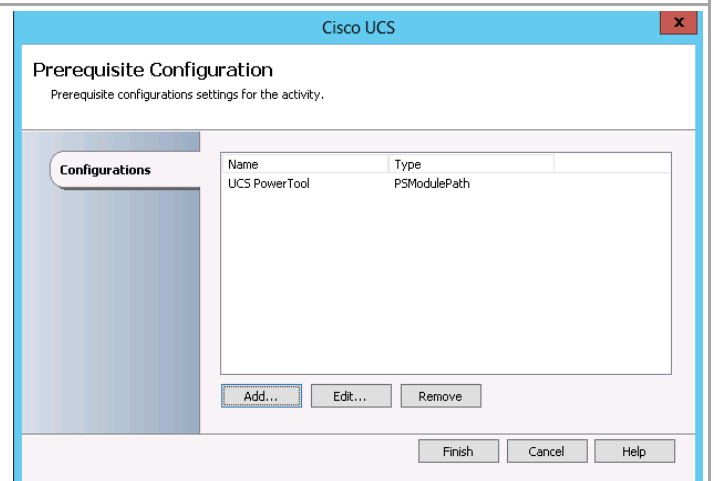 Cisco UCS
x
Prerequisite Configuration
Prerequisite configurations settings for the activity.
Configurations
Name Type
UCS PowerTool PSModulePath
Add... Edit... Remove
Finish Cancel Help